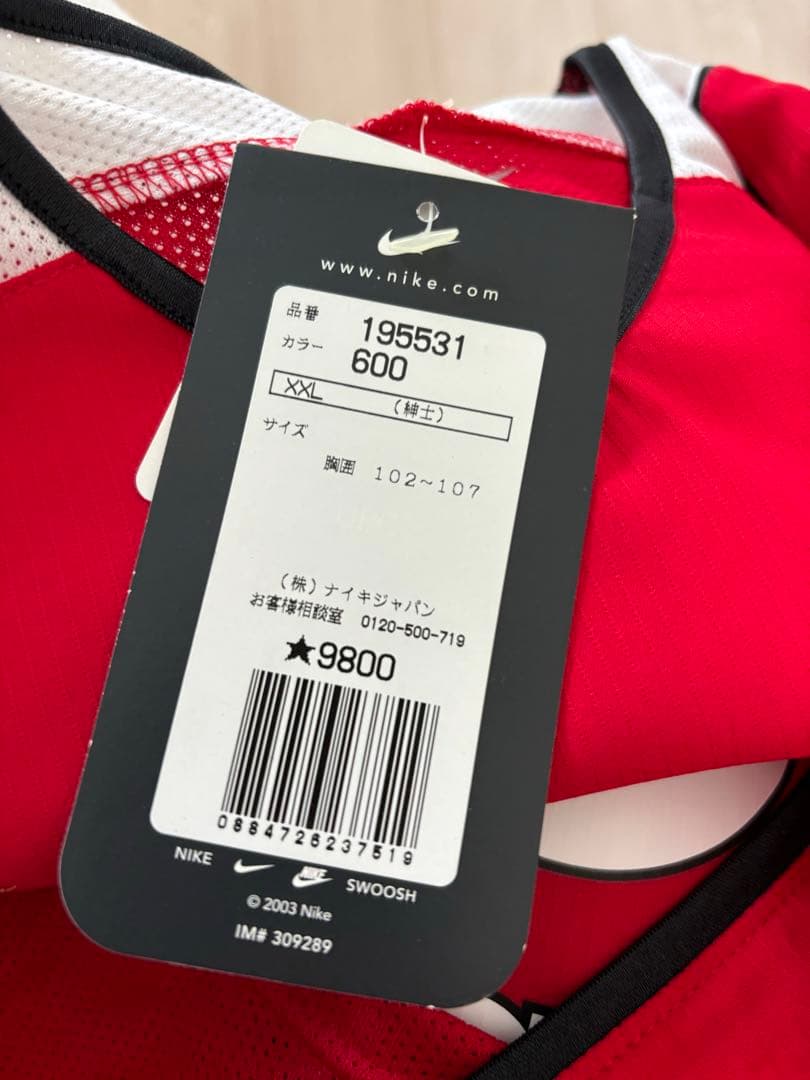 www.nike.com
品番 195531
カラー 600
XXL (紳士)
サイズ
胸囲 102~107
(株)ナイキジャパン
お客様相談室 0120-500-719
★9800
0884726237519
NIKE NIKE SWOOSH
© 2003 Nike
IM# 309289